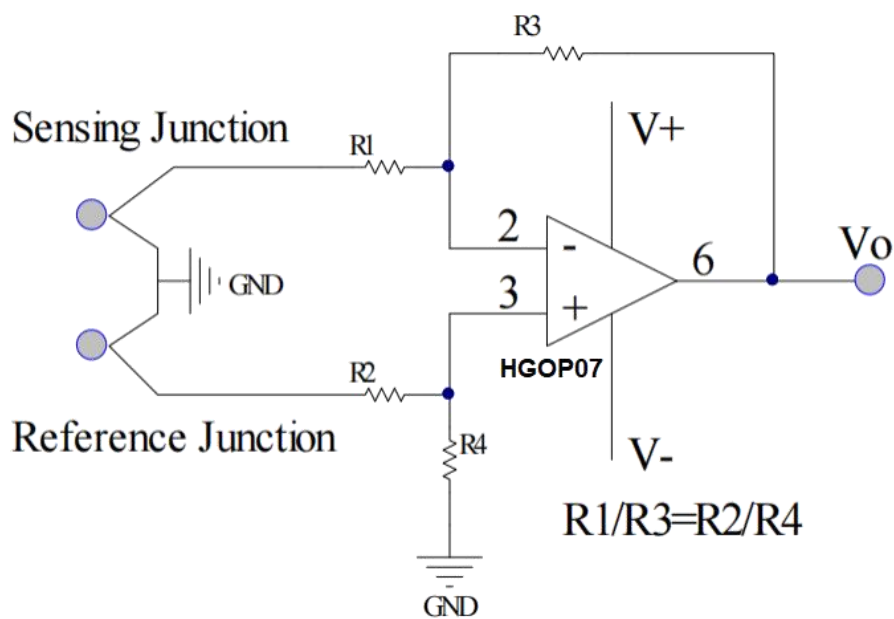 R3
Sensing Junction
R1
V+
2
-
6
Vo
GND
3
+
HGOP07
R2
Reference Junction
R4
V-
R1/R3=R2/R4
GND